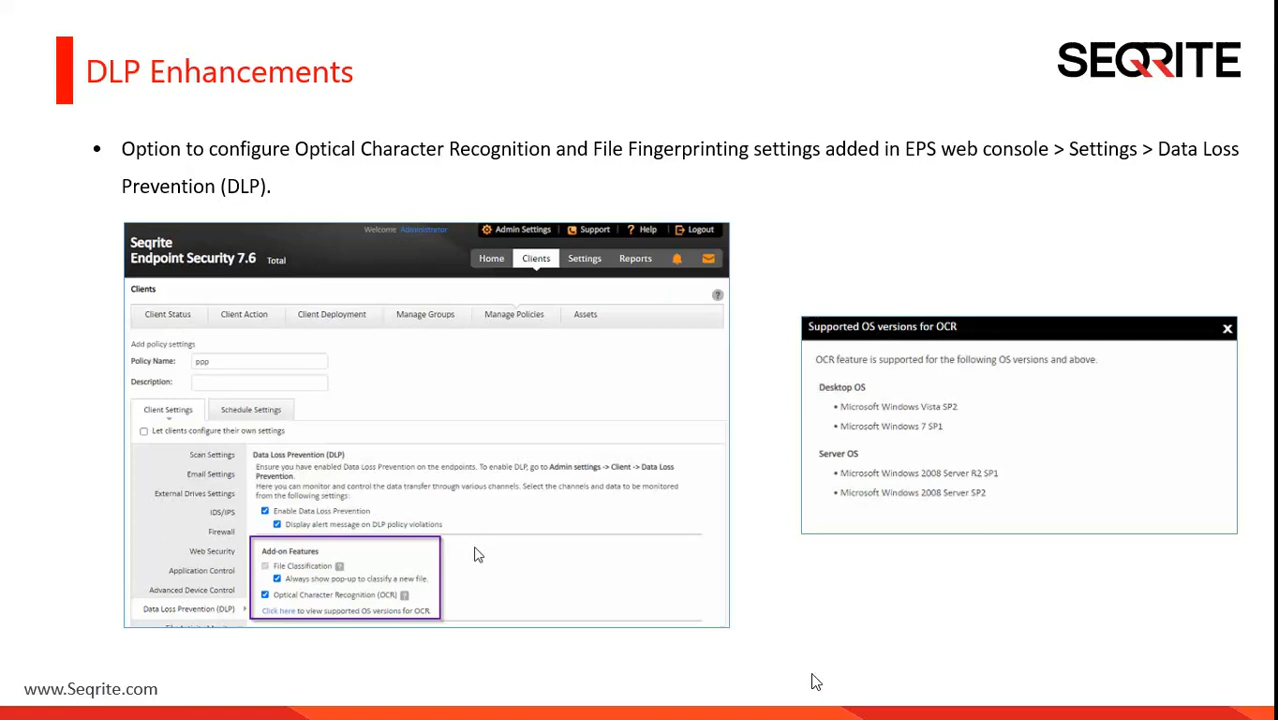 DLP Enhancements
SEQRITE
• Option to configure Optical Character Recognition and File Fingerprinting settings added in EPS web console > Settings > Data Loss
Prevention (DLP).
Welcome Administrator
Admin Settings
Support
? Help
Logout
Seqrite
Endpoint Security 7.6 Total
Home
Clients
Settings
Reports
Clients
?
Client Status
Client Action
Client Deployment
Manage Groups
Manage Policies
Assets
Add policy settings
Policy Name: ppp
Description:
Client Settings
Schedule Settings
Let clients configure their own settings
Scan Settings
Email Settings
External Drives Settings
IDS/IPS
Firewall
Web Security
Application Control
Advanced Device Control
Data Loss Prevention (DLP)
Data Loss Prevention (DLP)
Ensure you have enabled Data Loss Prevention on the endpoints. To enable DLP, go to Admin settings -> Client -> Data Loss
Prevention.
Here you can monitor and control the data transfer through various channels. Select the channels and data to be monitored
from the following settings:
Enable Data Loss Prevention
Display alert message on DLP policy violations
Add-on Features
File Classification ?
Always show pop-up to classify a new file.
Optical Character Recognition (OCR) ?
Click here to view supported OS versions for OCR.
Supported OS versions for OCR
OCR feature is supported for the following OS versions and above.
Desktop OS
• Microsoft Windows Vista SP2
• Microsoft Windows 7 SP1
Server OS
• Microsoft Windows 2008 Server R2 SP1
• Microsoft Windows 2008 Server SP2
www.Seqrite.com